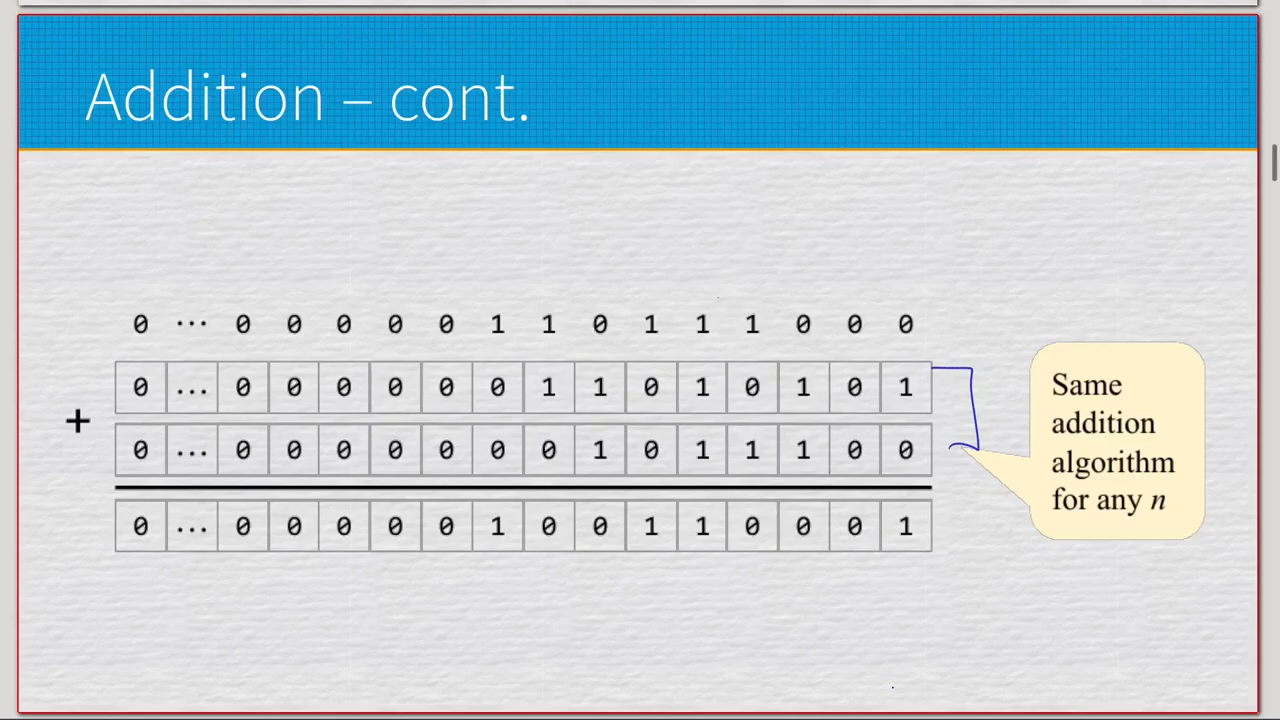 Addition – cont.
0 ... 0 0 0 0 0 1 1 0 1 1 1 0 0 0
0 ... 0 0 0 0 0 0 1 1 0 1 0 1 0 1
+
0 ... 0 0 0 0 0 0 0 1 0 1 1 1 0 0
0 ... 0 0 0 0 0 1 0 0 1 1 0 0 0 1
Same
addition
algorithm
for any n